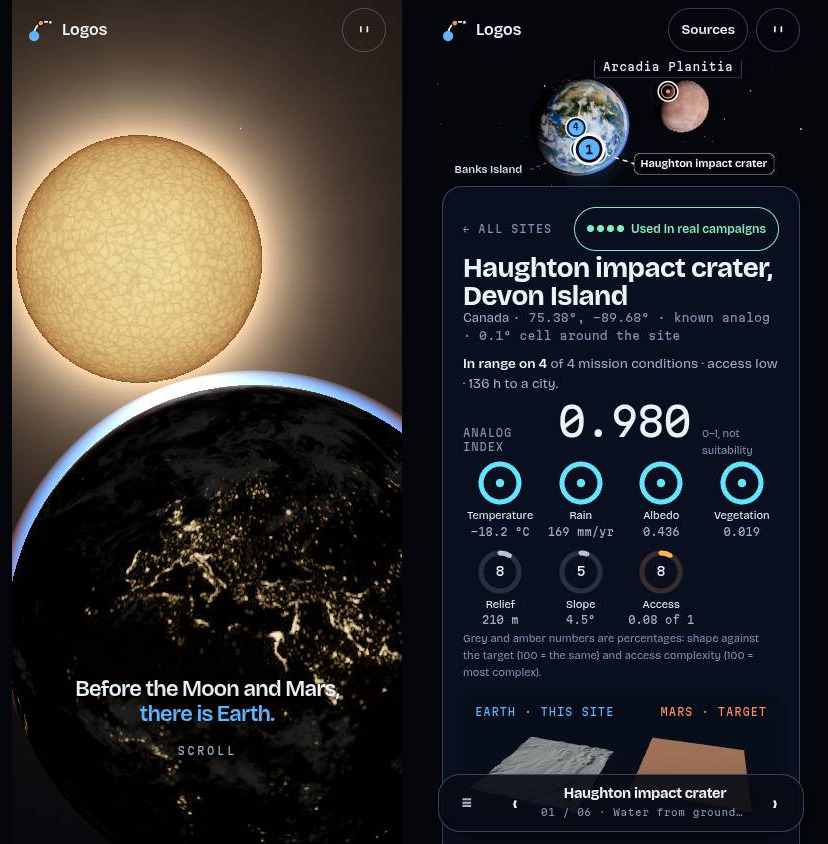 Logos
Before the Moon and Mars,
there is Earth.
SCROLL
Logos
Sources
Arcadia Planitia
4
1
Banks Island
Haughton impact crater
← ALL SITES
Used in real campaigns
Haughton impact crater,
Devon Island
Canada · 75.38°, −89.68° · known analog
· 0.1° cell around the site
In range on 4 of 4 mission conditions · access low
· 136 h to a city.
ANALOG
INDEX
0.980
0–1, not
suitability
Temperature
Rain
Albedo
Vegetation
−18.2 °C
169 mm/yr
0.436
0.019
8
5
8
Relief
Slope
Access
210 m
4.5°
0.08 of 1
Grey and amber numbers are percentages: shape against
the target (100 = the same) and access complexity (100 =
most complex).
EARTH · THIS SITE
MARS · TARGET
≡
‹
Haughton impact crater
01 / 06 · Water from ground…
›